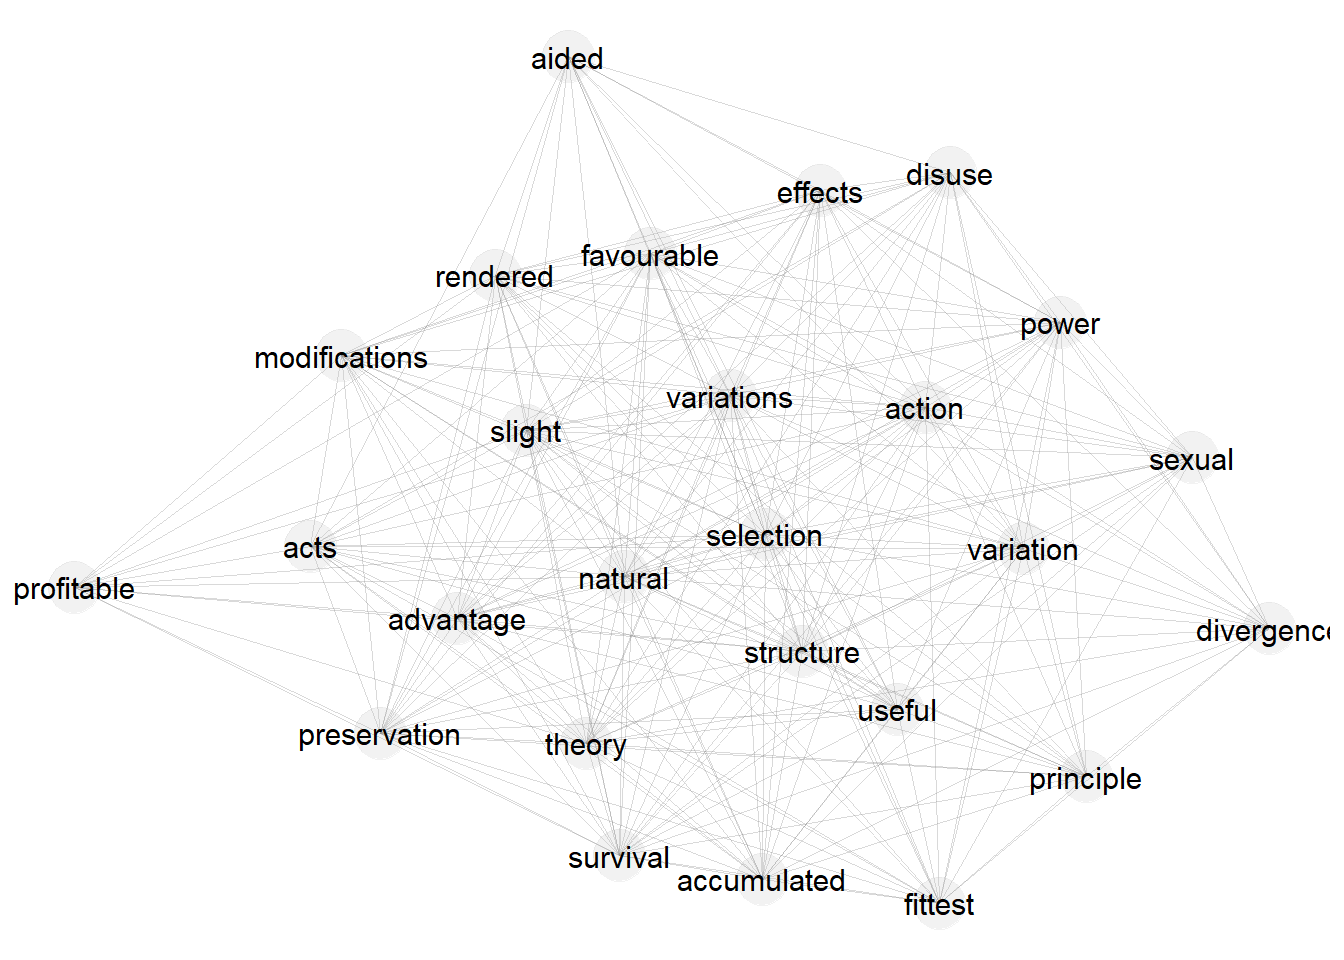 aided
disuse
effects
favourable
rendered
power
modifications
variations
action
slight
sexual
selection
acts
variation
natural
profitable
advantage
divergence
structure
useful
preservation
theory
principle
survival
accumulated
fittest